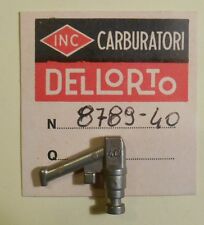 INC CARBURATORI
DELLORTO
N 8789-40
Q